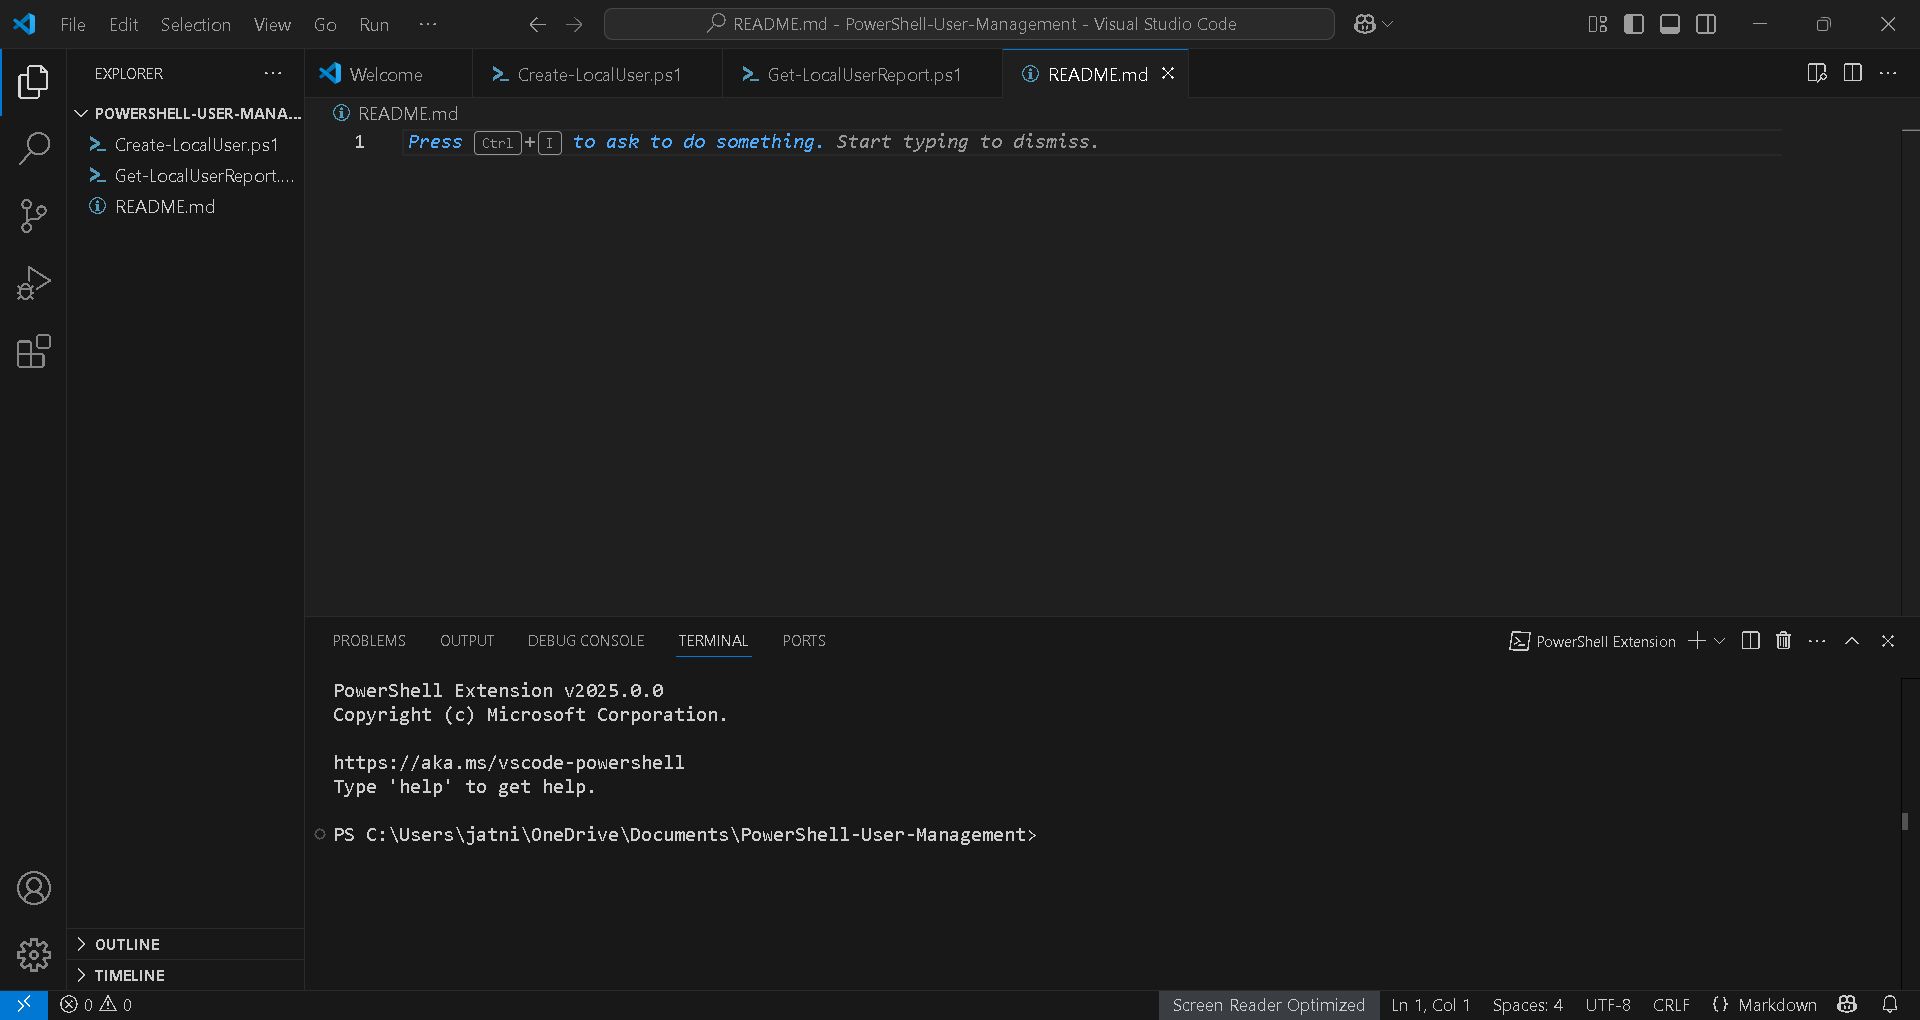 File Edit Selection View Go Run ···
README.md - PowerShell-User-Management - Visual Studio Code
EXPLORER
POWERSHELL-USER-MANA...
Create-LocalUser.ps1
Get-LocalUserReport....
README.md
OUTLINE
TIMELINE
Welcome Create-LocalUser.ps1 Get-LocalUserReport.ps1 README.md
README.md
1 Press Ctrl+I to ask to do something. Start typing to dismiss.
PROBLEMS OUTPUT DEBUG CONSOLE TERMINAL PORTS
PowerShell Extension
PowerShell Extension v2025.0.0
Copyright (c) Microsoft Corporation.
https://aka.ms/vscode-powershell
Type 'help' to get help.
PS C:\Users\jatni\OneDrive\Documents\PowerShell-User-Management>
0 0
Screen Reader Optimized Ln 1, Col 1 Spaces: 4 UTF-8 CRLF {} Markdown